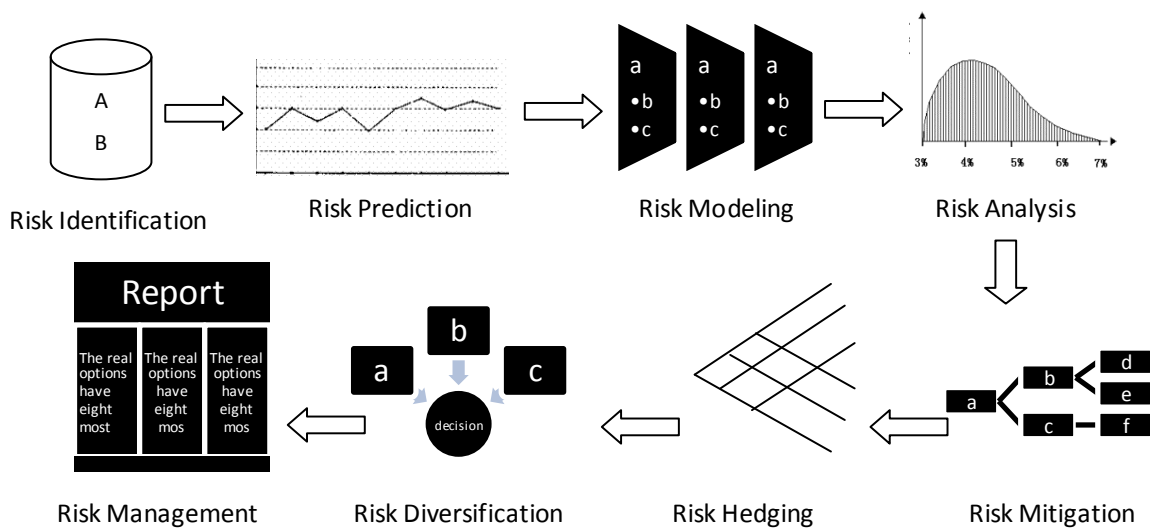 A
B
Risk Identification
Risk Prediction
a
•b
•c
a
•b
•c
a
•b
•c
Risk Modeling
3% 4% 5% 6% 7%
Risk Analysis
Report
The real
options
have
eight
most
The real
options
have
eight
mos
The real
options
have
eight
mos
Risk Management
a
b
c
decision
Risk Diversification
Risk Hedging
a
b
c
d
e
f
Risk Mitigation